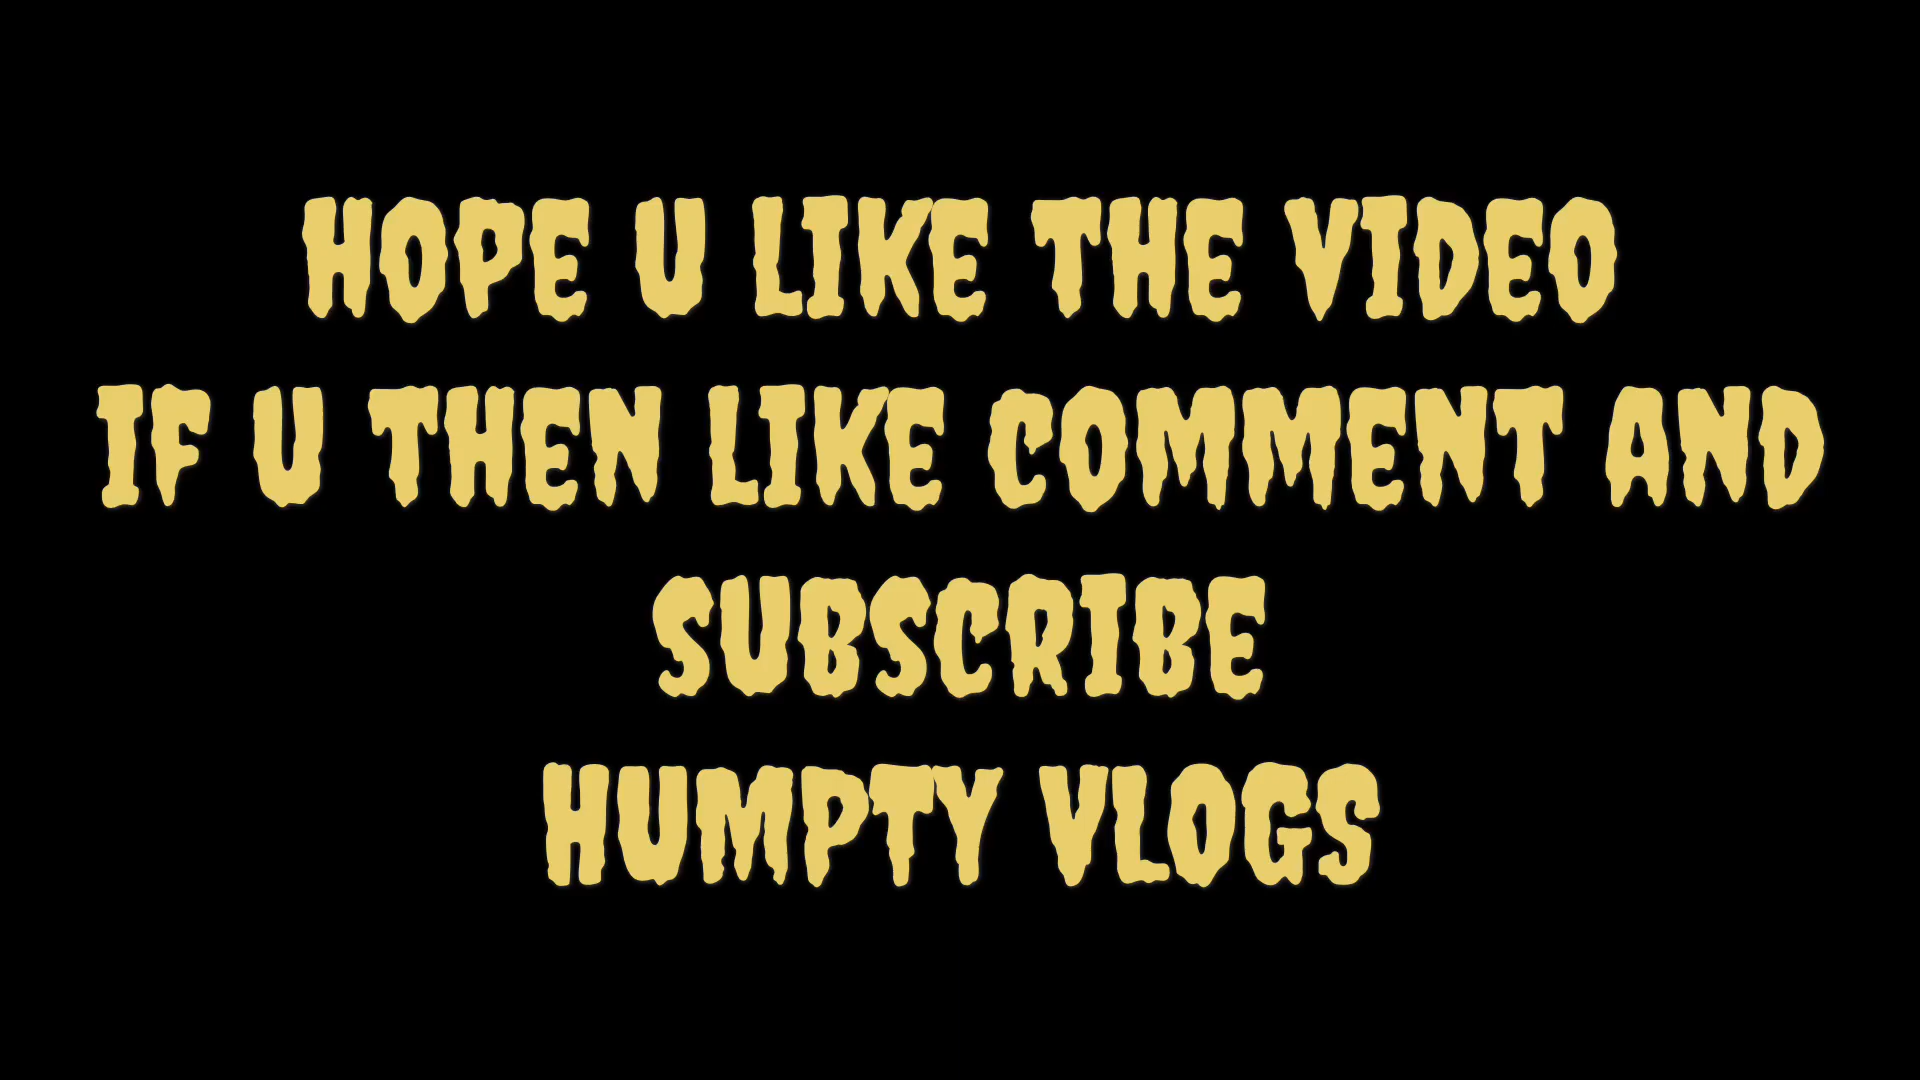 HOPE U LIKE THE VIDEO
IF U THEN LIKE COMMENT AND
SUBSCRIBE
HUMPTY VLOGS